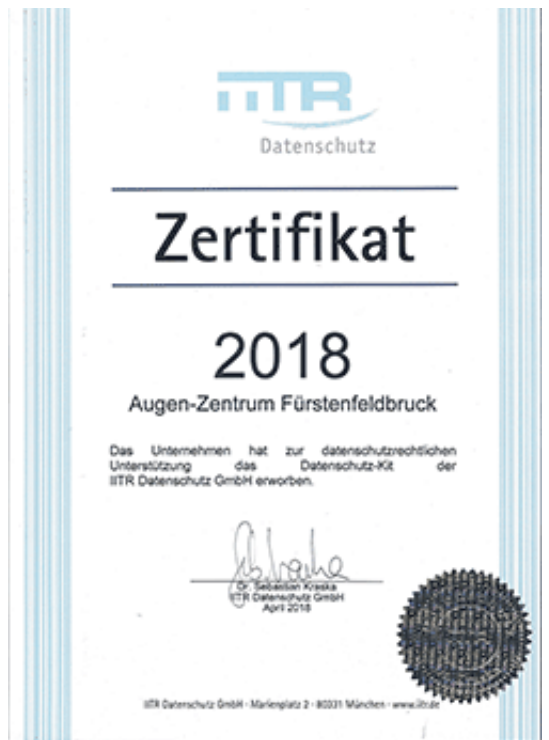 iiTR
Datenschutz
Zertifikat
2018
Augen-Zentrum Fürstenfeldbruck
Das Unternehmen hat zur datenschutzrechtlichen
Unterstützung das Datenschutz-Kit der
IITR Datenschutz GmbH erworben.
Dr. Sebastian Kraska
IITR Datenschutz GmbH
April 2018
IITR Datenschutz GmbH - Marienplatz 2 - 80331 München - www.iitr.de